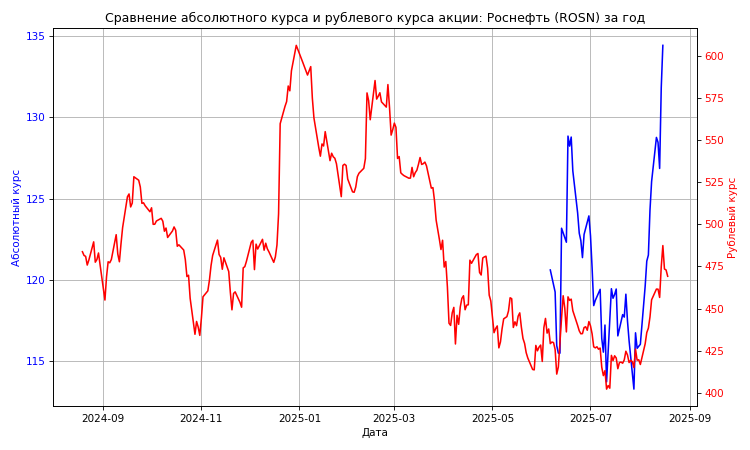 Сравнение абсолютного курса и рублевого курса акции: Роснефть (ROSN) за год
135
130
125
120
115
Абсолютный курс
600
575
550
525
500
475
450
425
400
Рублевый курс
2024-09 2024-11 2025-01 2025-03 2025-05 2025-07 2025-09
Дата